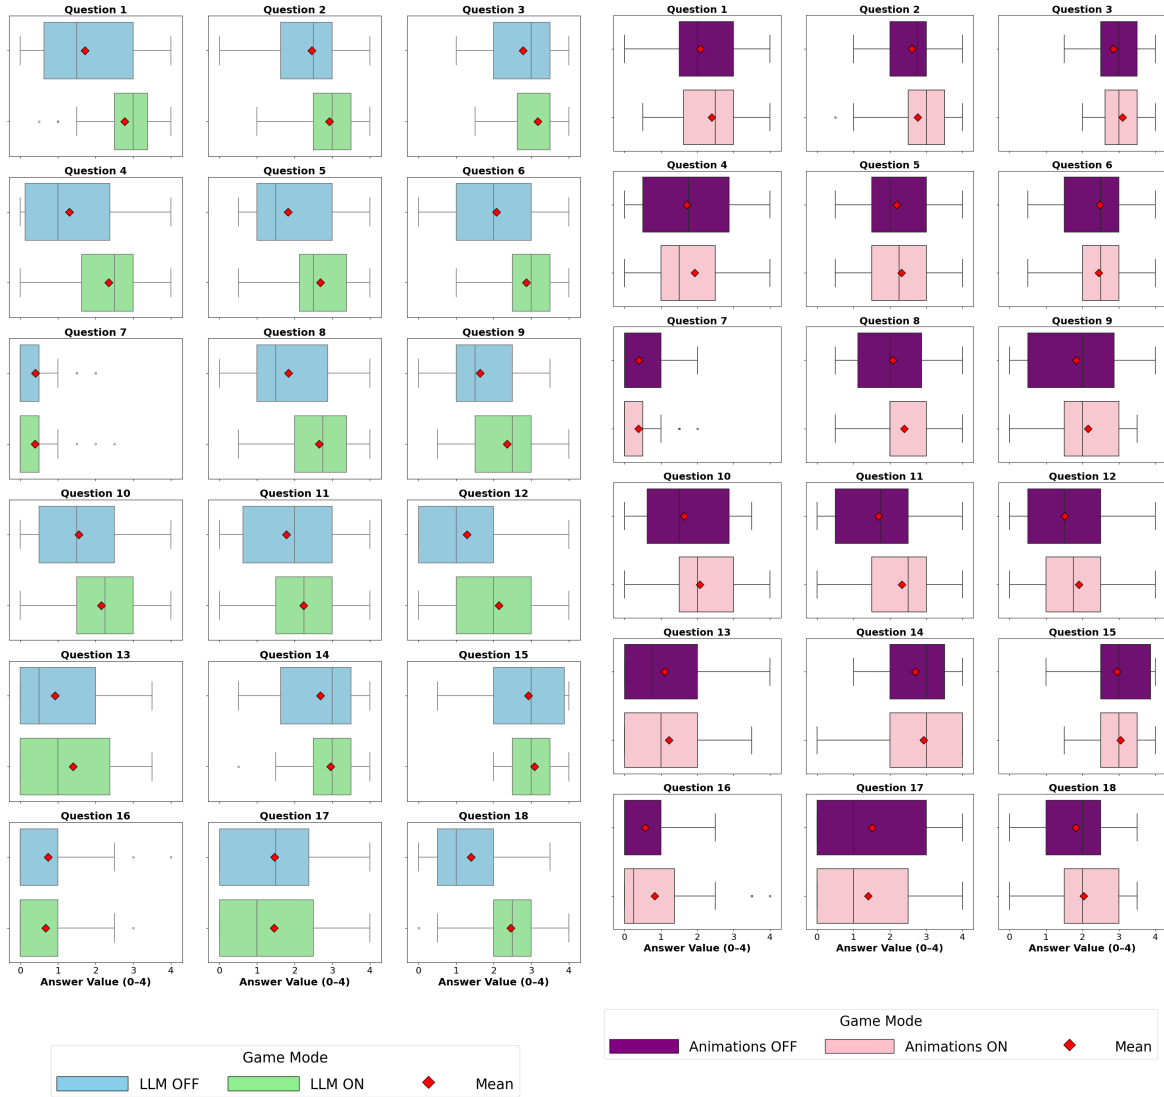 Question 1
Question 2
Question 3
Question 4
Question 5
Question 6
Question 7
Question 8
Question 9
Question 10
Question 11
Question 12
Question 13
Question 14
Question 15
Question 16
Question 17
Question 18
0 1 2 3 4
0 1 2 3 4
0 1 2 3 4
Answer Value (0–4)
Answer Value (0–4)
Answer Value (0–4)
Game Mode
LLM OFF
LLM ON
Mean
Question 1
Question 2
Question 3
Question 4
Question 5
Question 6
Question 7
Question 8
Question 9
Question 10
Question 11
Question 12
Question 13
Question 14
Question 15
Question 16
Question 17
Question 18
0 1 2 3 4
0 1 2 3 4
0 1 2 3 4
Answer Value (0–4)
Answer Value (0–4)
Answer Value (0–4)
Game Mode
Animations OFF
Animations ON
Mean